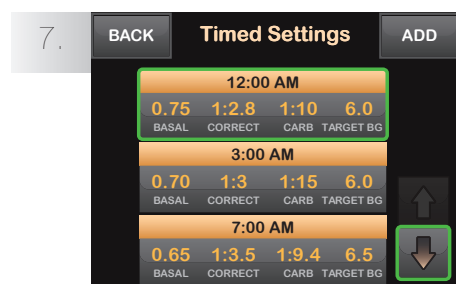 7.
BACK Timed Settings ADD
12:00 AM
0.75 1:2.8 1:10 6.0
BASAL CORRECT CARB TARGET BG
3:00 AM
0.70 1:3 1:15 6.0
BASAL CORRECT CARB TARGET BG
7:00 AM
0.65 1:3.5 1:9.4 6.5
BASAL CORRECT CARB TARGET BG